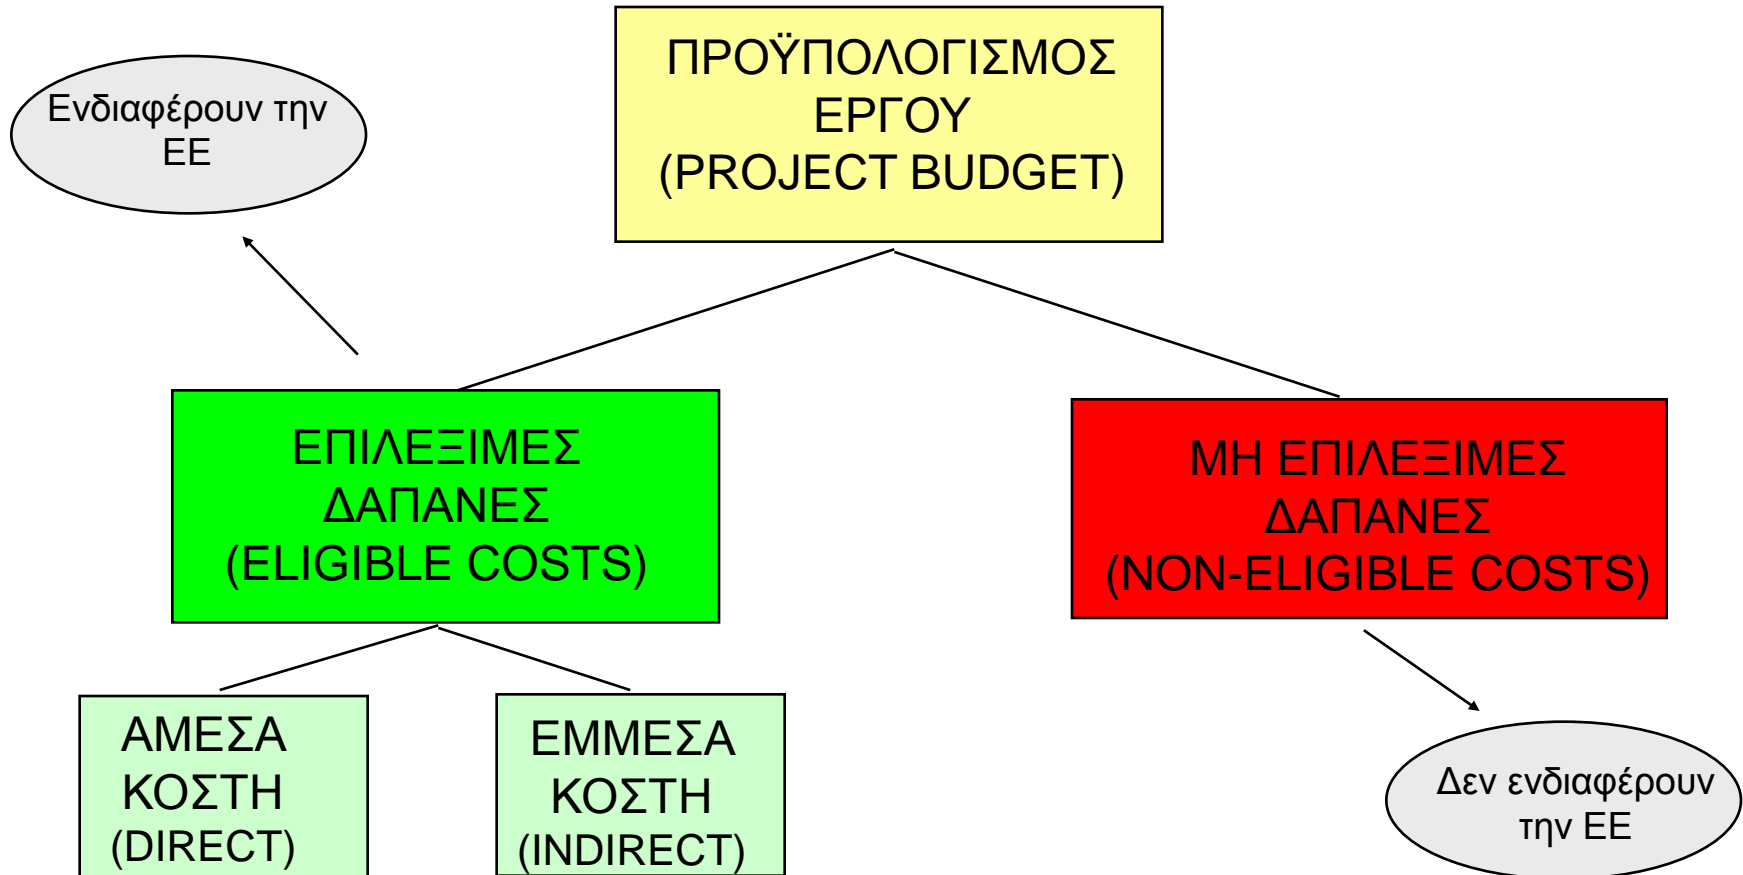 ΠΡΟΫΠΟΛΟΓΙΣΜΟΣ
ΕΡΓΟΥ
(PROJECT BUDGET)
Ενδιαφέρουν την
ΕΕ
ΕΠΙΛΕΞΙΜΕΣ
ΔΑΠΑΝΕΣ
(ELIGIBLE COSTS)
ΜΗ ΕΠΙΛΕΞΙΜΕΣ
ΔΑΠΑΝΕΣ
(NON-ELIGIBLE COSTS)
ΑΜΕΣΑ
ΚΟΣΤΗ
(DIRECT)
ΕΜΜΕΣΑ
ΚΟΣΤΗ
(INDIRECT)
Δεν ενδιαφέρουν
την ΕΕ